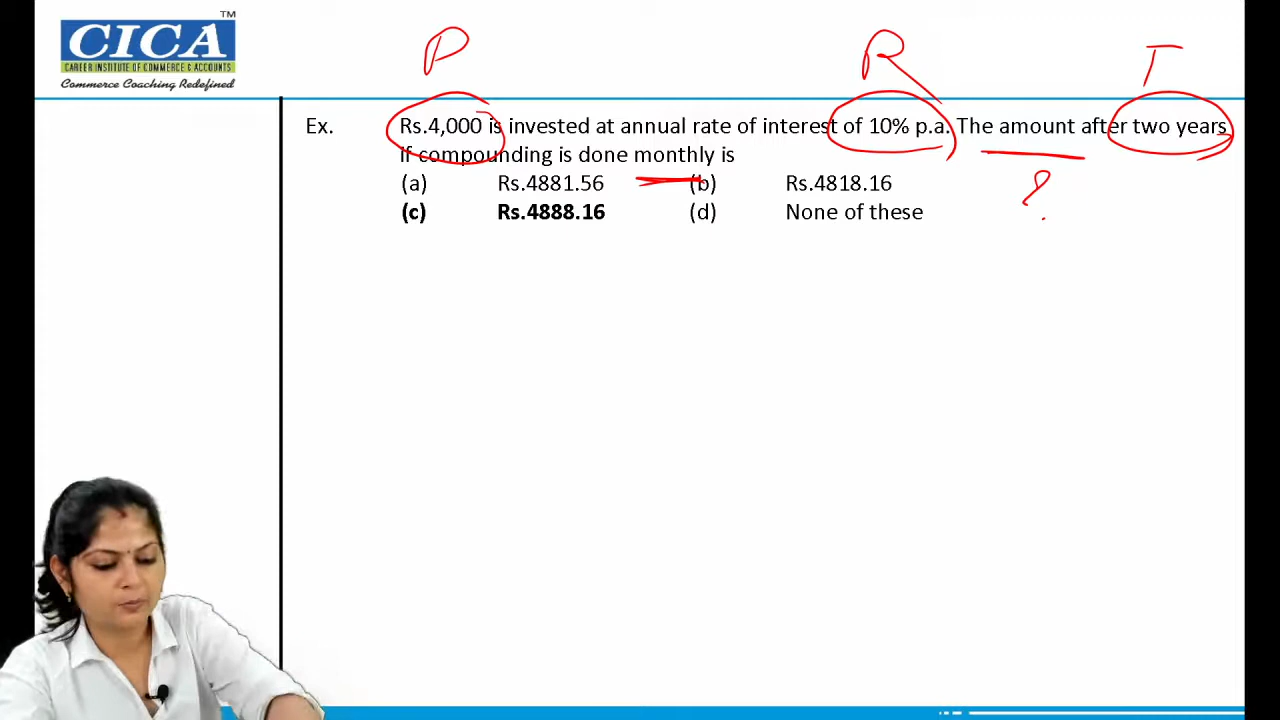 TM
CICA
CAREER INSTITUTE OF COMMERCE & ACCOUNTS
Commerce Coaching Redefined
P R T
Ex. Rs.4,000 is invested at annual rate of interest of 10% p.a. The amount after two years
if compounding is done monthly is
?
(a) Rs.4881.56 (b) Rs.4818.16
(c) Rs.4888.16 (d) None of these